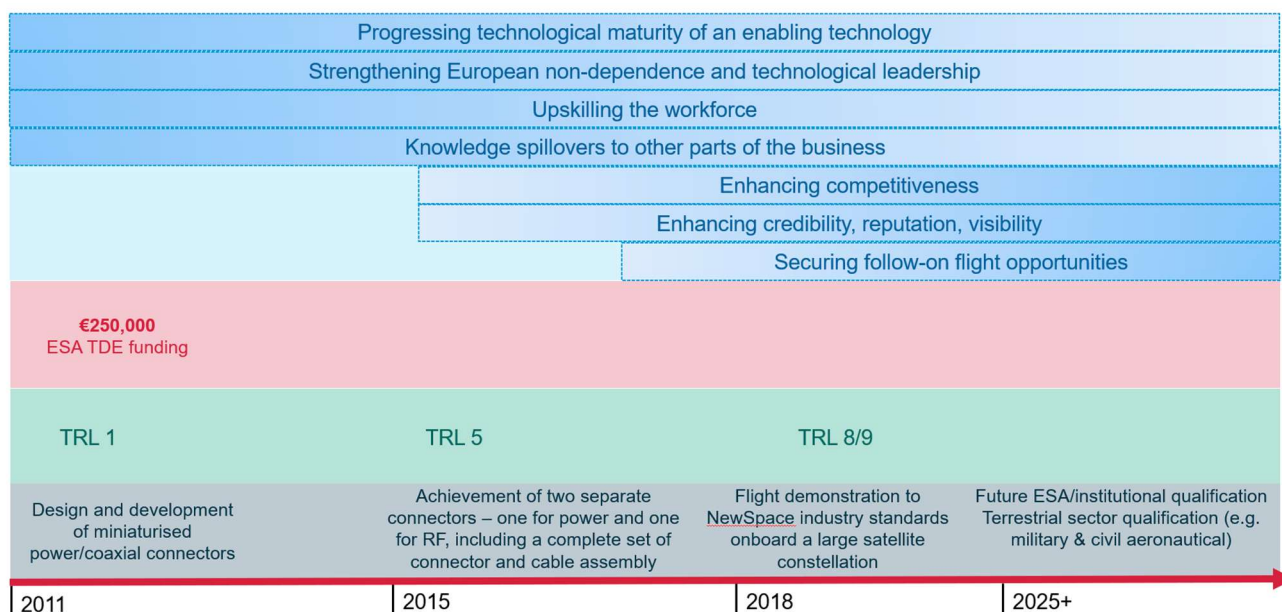 Progressing technological maturity of an enabling technology
Strengthening European non-dependence and technological leadership
Upskilling the workforce
Knowledge spillovers to other parts of the business
Enhancing competitiveness
Enhancing credibility, reputation, visibility
Securing follow-on flight opportunities
€250,000
ESA TDE funding
TRL 1
TRL 5
TRL 8/9
Design and development
of miniaturised
power/coaxial connectors
Achievement of two separate
connectors – one for power and one
for RF, including a complete set of
connector and cable assembly
Flight demonstration to
NewSpace industry standards
onboard a large satellite
constellation
Future ESA/institutional qualification
Terrestrial sector qualification (e.g.
military & civil aeronautical)
2011
2015
2018
2025+